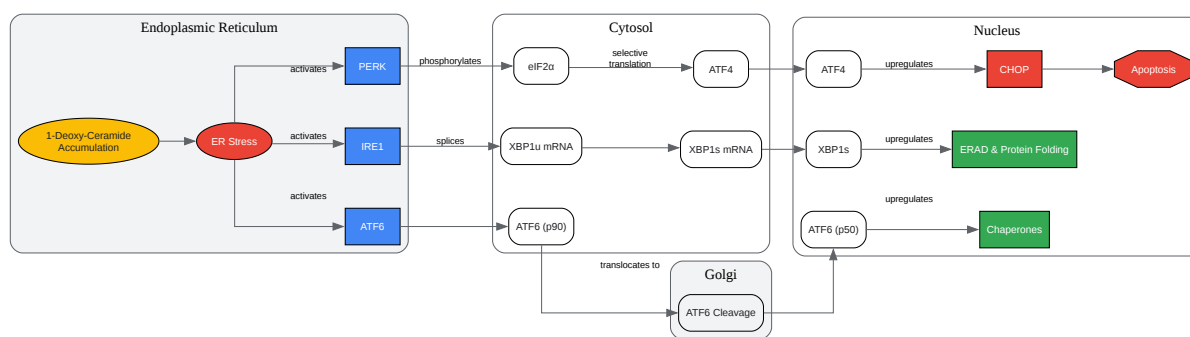 Endoplasmic Reticulum
1-Deoxy-Ceramide
Accumulation
ER Stress
activates
activates
activates
PERK
IRE1
ATF6
phosphorylates
splices
Cytosol
eIF2α
selective
translation
ATF4
XBP1u mRNA
XBP1s mRNA
ATF6 (p90)
translocates to
Golgi
ATF6 Cleavage
Nucleus
ATF4
upregulates
CHOP
Apoptosis
XBP1s
upregulates
ERAD & Protein Folding
ATF6 (p50)
upregulates
Chaperones